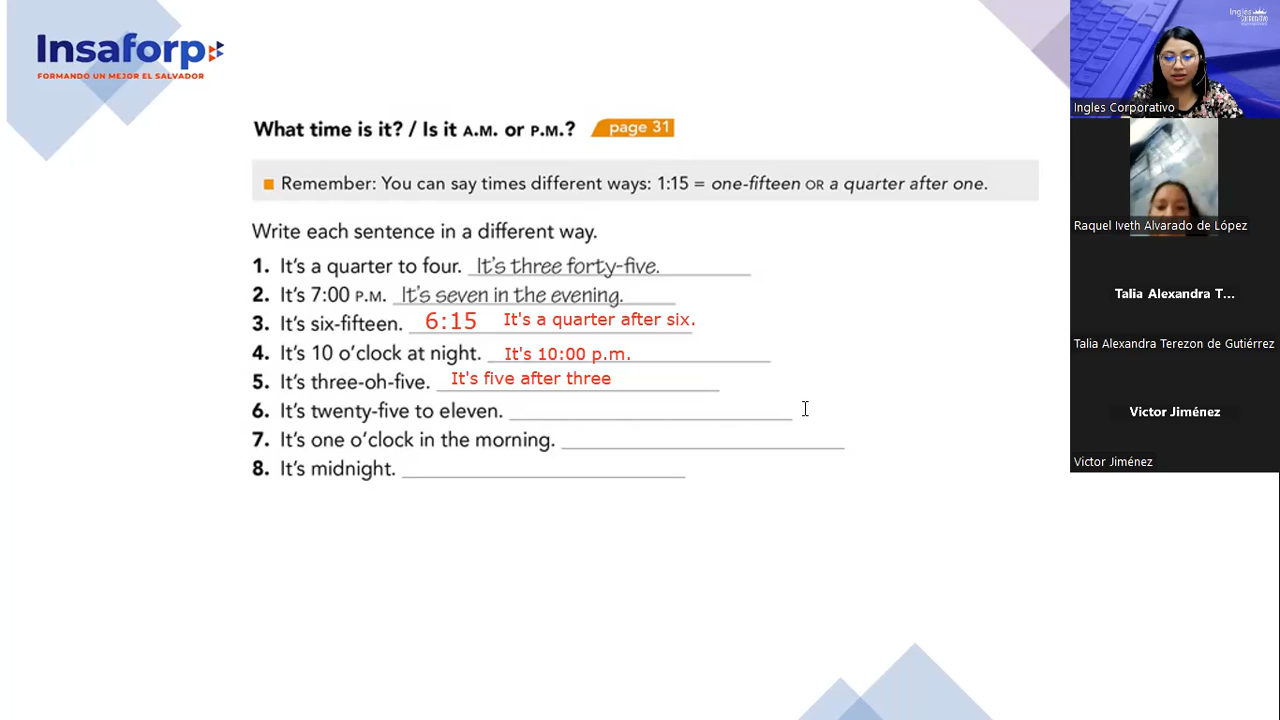 Insaforp
FORMANDO UN MEJOR EL SALVADOR
What time is it? / Is it A.M. or P.M.? page 31
Remember: You can say times different ways: 1:15 = one-fifteen OR a quarter after one.
Write each sentence in a different way.
1. It's a quarter to four. It's three forty-five.
2. It's 7:00 P.M. It's seven in the evening.
3. It's six-fifteen. 6:15 It's a quarter after six.
4. It's 10 o'clock at night. It's 10:00 p.m.
5. It's three-oh-five. It's five after three
6. It's twenty-five to eleven.
7. It's one o'clock in the morning.
8. It's midnight.
Ingles Corporativo
Raquel Iveth Alvarado de López
Talia Alexandra T...
Talia Alexandra Terezon de Gutiérrez
Victor Jiménez
Victor Jiménez